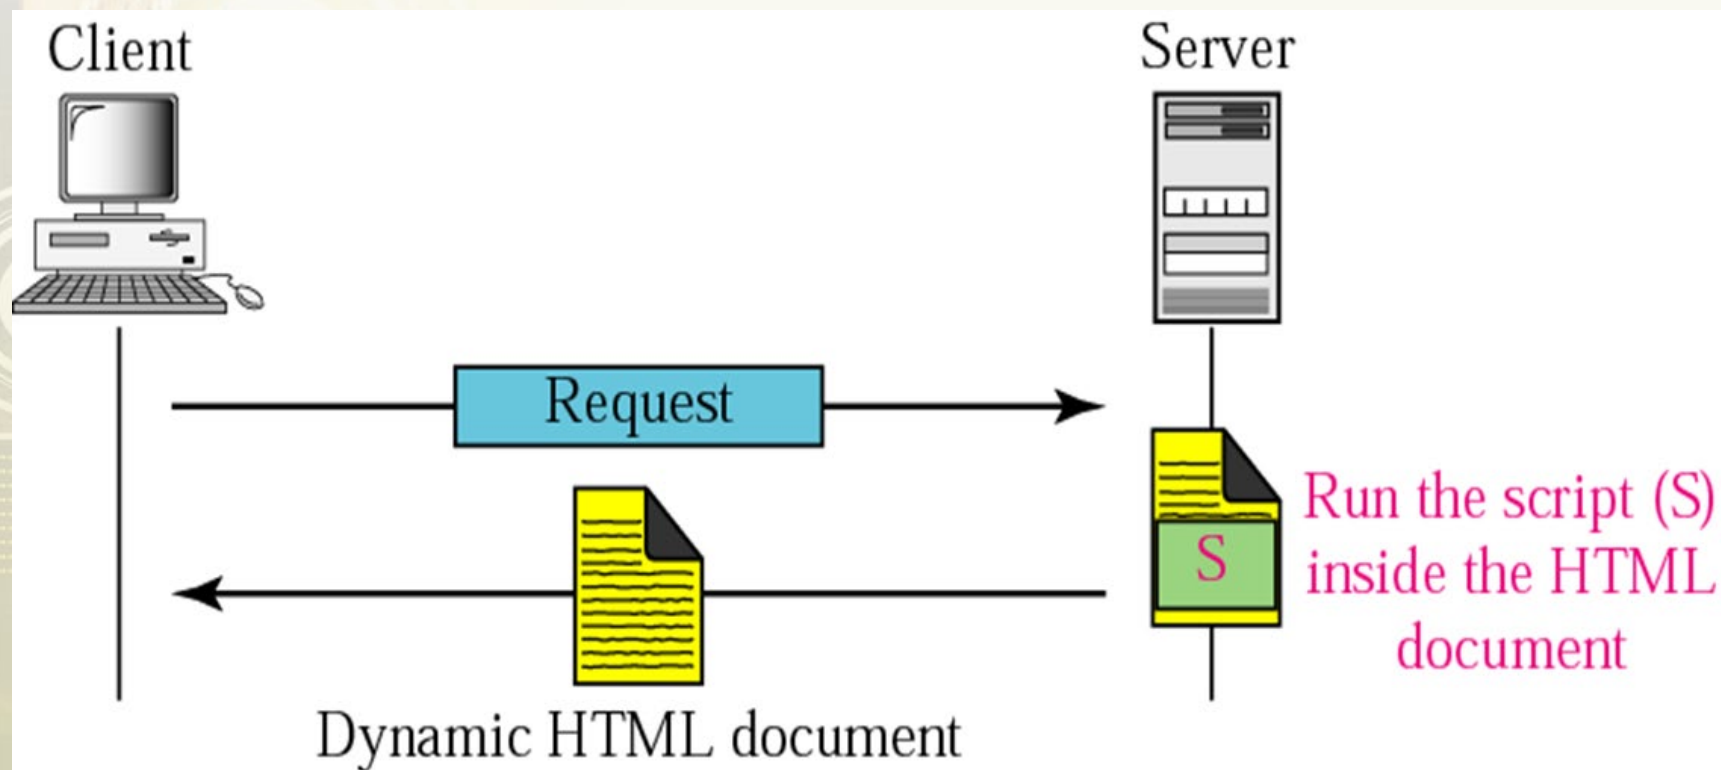 Client
Server
Request
S
Run the script (S)
inside the HTML
document
Dynamic HTML document